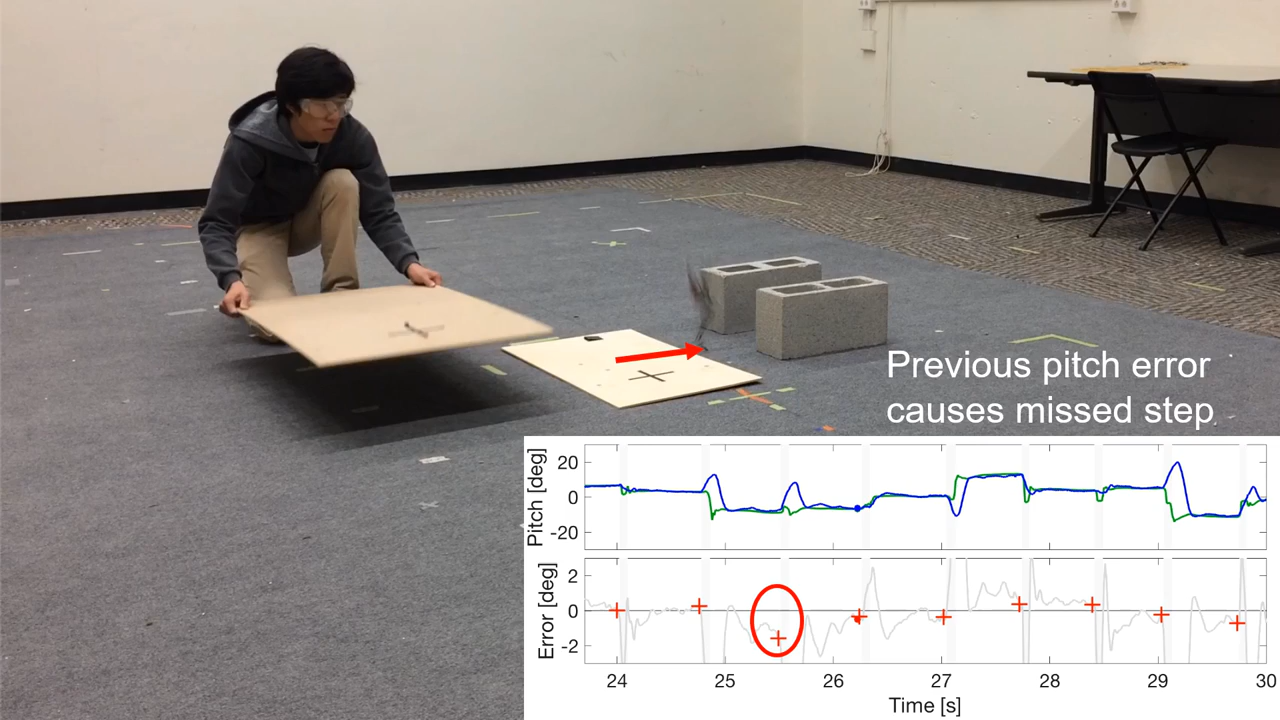 Previous pitch error
causes missed step
Pitch [deg]
20
0
-20
Error [deg]
2
0
-2
24 25 26 27 28 29 30
Time [s]